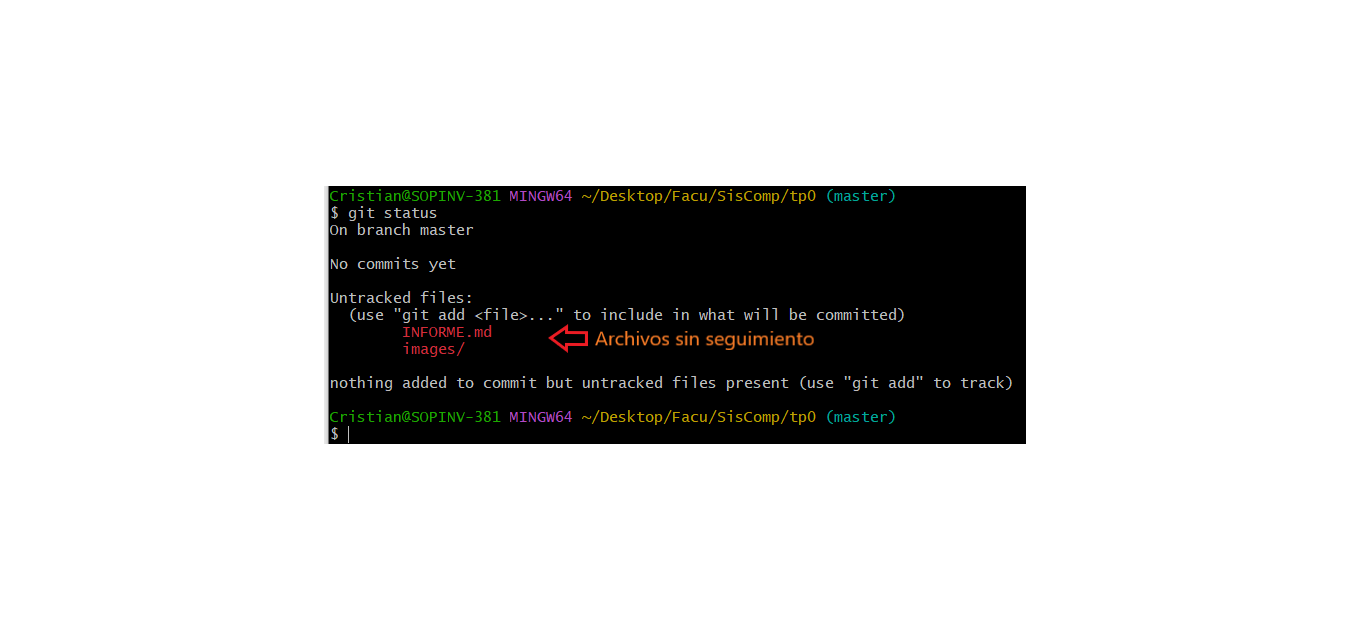 Cristian@SOPINV-381 MINGW64 ~/Desktop/Facu/SisComp/tp0 (master)
$ git status
On branch master
No commits yet
Untracked files:
(use "git add <file>..." to include in what will be committed)
INFORME.md
Archivos sin seguimiento
images/
nothing added to commit but untracked files present (use "git add" to track)
Cristian@SOPINV-381 MINGW64 ~/Desktop/Facu/SisComp/tp0 (master)
$